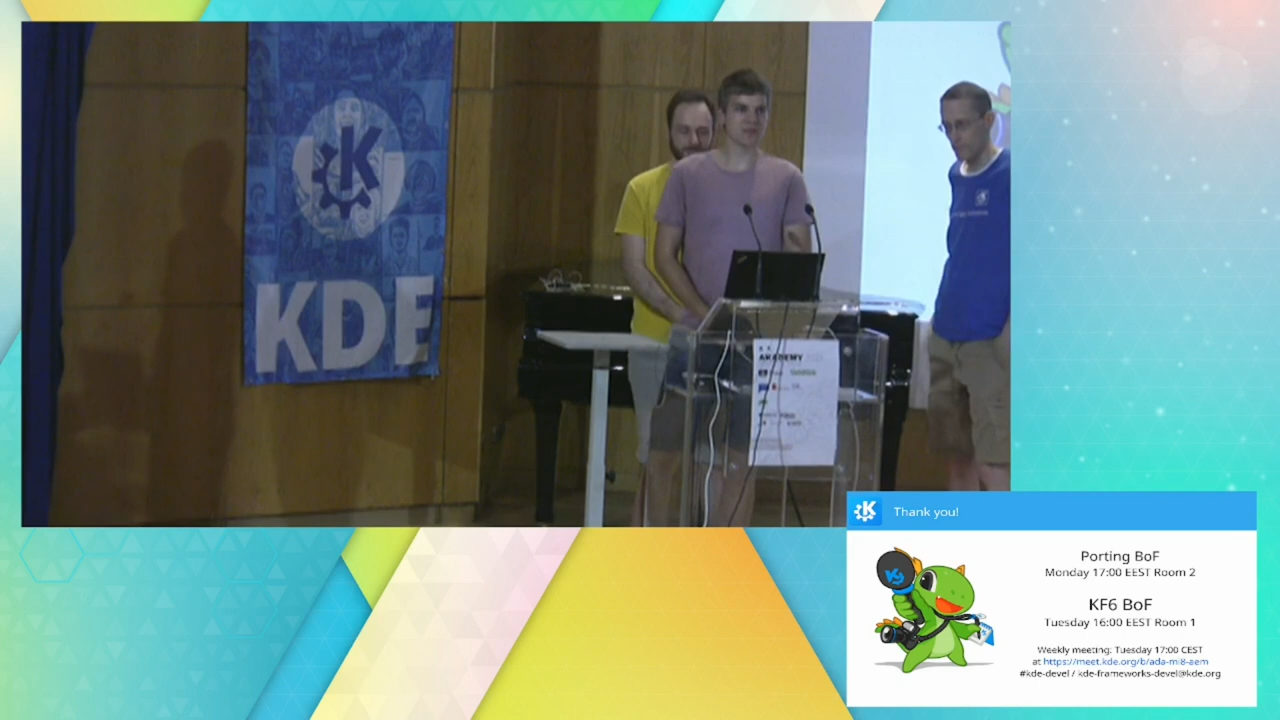 KDE
AKADEMY
Thank you!
Porting BoF
Monday 17:00 EEST Room 2
KF6 BoF
Tuesday 16:00 EEST Room 1
Weekly meeting: Tuesday 17:00 CEST
at https://meet.kde.org/b/ada-mi8-aem
#kde-devel / kde-frameworks-devel@kde.org